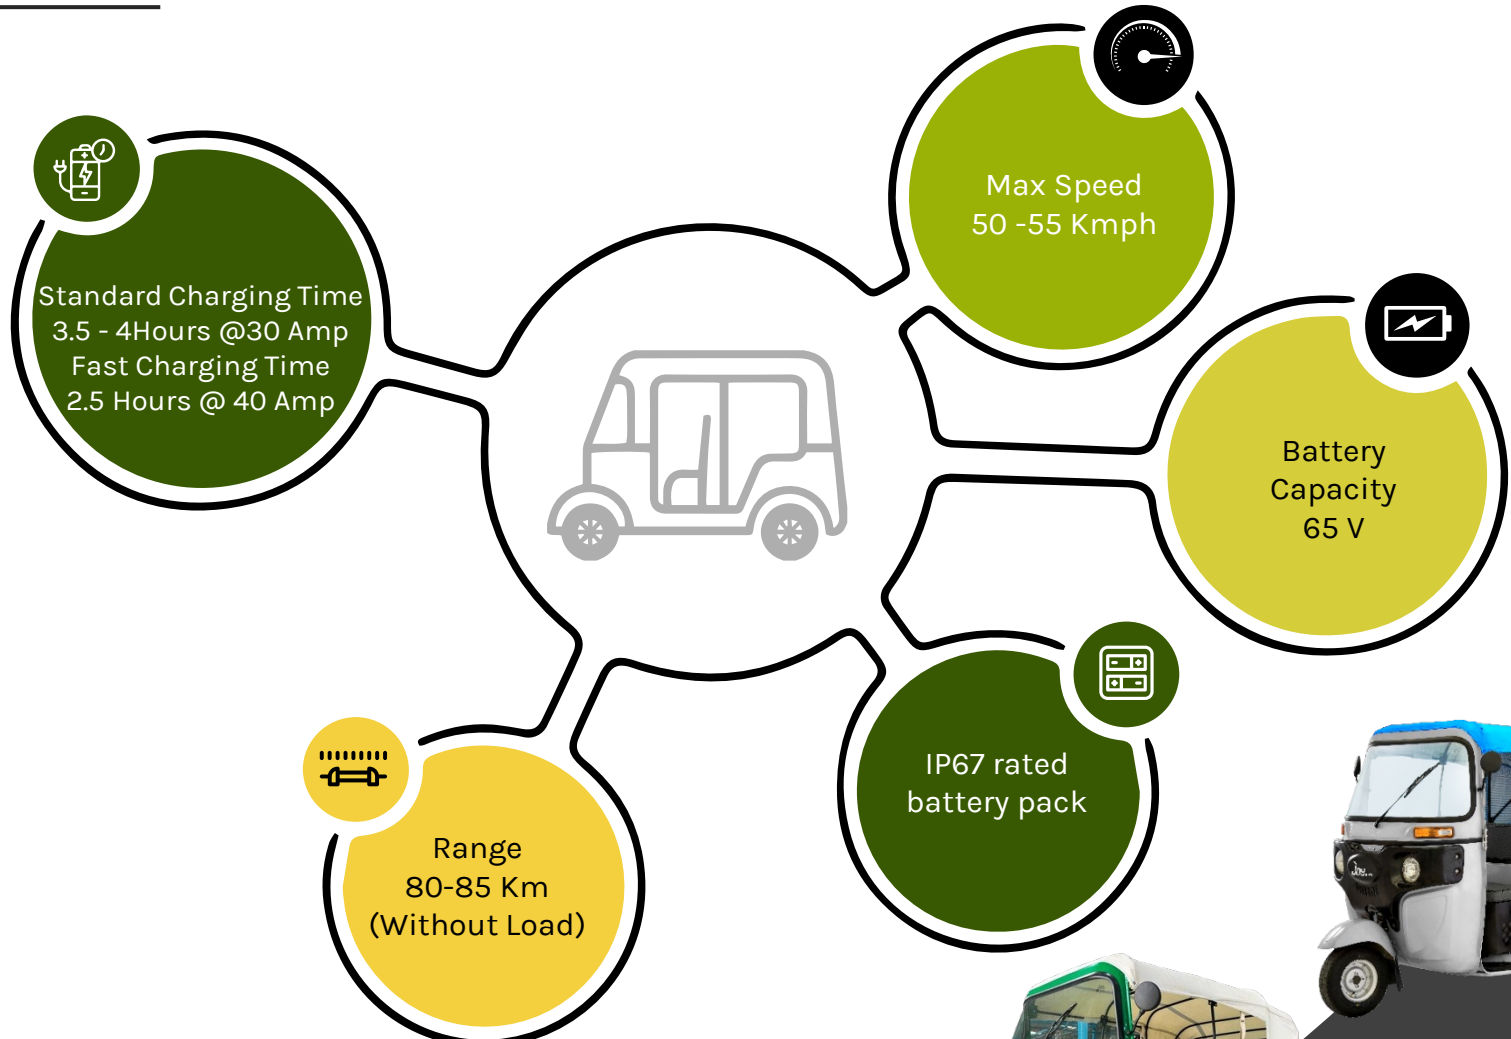 Max Speed
50 -55 Kmph
Standard Charging Time
3.5 - 4Hours @30 Amp
Fast Charging Time
2.5 Hours @ 40 Amp
Battery
Capacity
65 V
IP67 rated
battery pack
Range
80-85 Km
(Without Load)
Joy